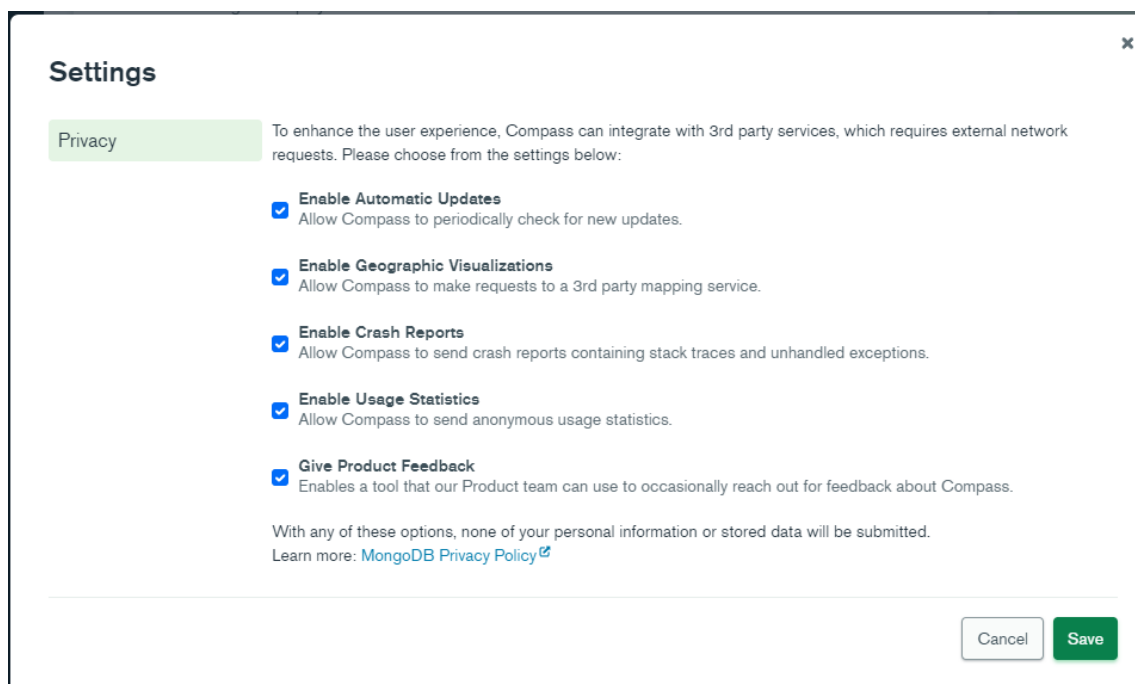 Settings
Privacy
To enhance the user experience, Compass can integrate with 3rd party services, which requires external network
requests. Please choose from the settings below:
Enable Automatic Updates
Allow Compass to periodically check for new updates.
Enable Geographic Visualizations
Allow Compass to make requests to a 3rd party mapping service.
Enable Crash Reports
Allow Compass to send crash reports containing stack traces and unhandled exceptions.
Enable Usage Statistics
Allow Compass to send anonymous usage statistics.
Give Product Feedback
Enables a tool that our Product team can use to occasionally reach out for feedback about Compass.
With any of these options, none of your personal information or stored data will be submitted.
Learn more: MongoDB Privacy Policy
Cancel
Save